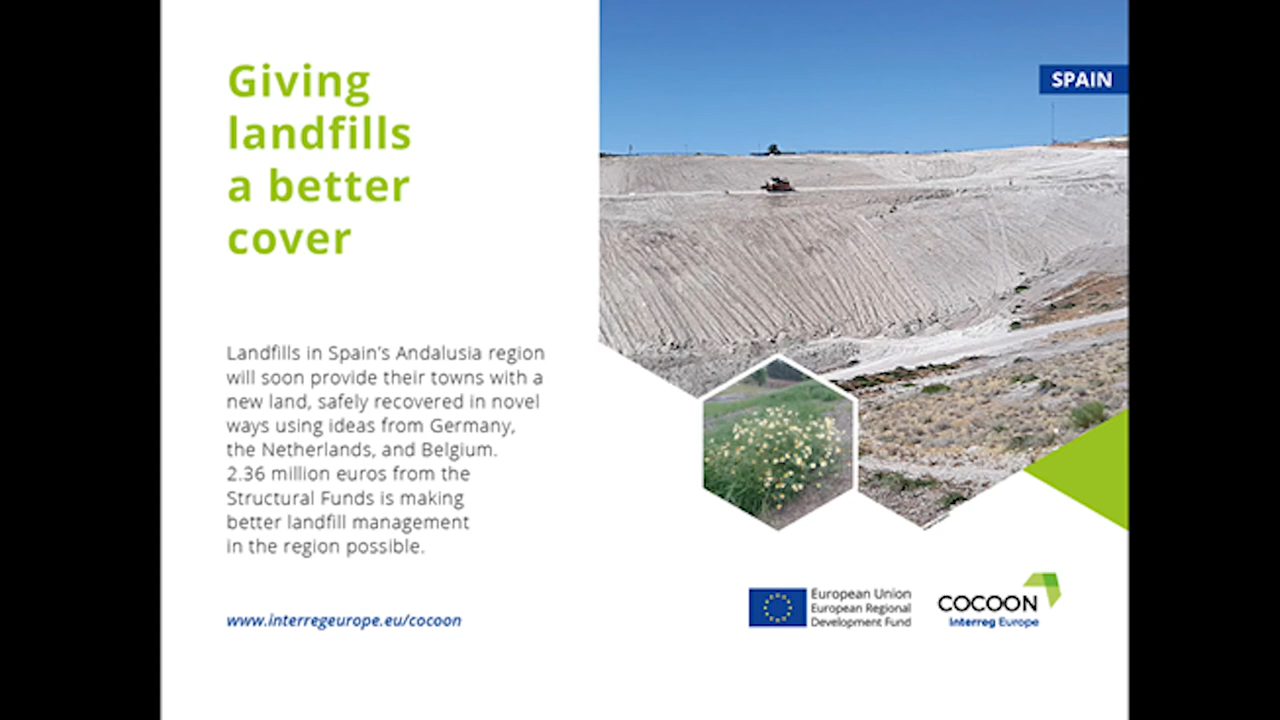 Giving
landfills
a better
cover
SPAIN
Landfills in Spain's Andalusia region
will soon provide their towns with a
new land, safely recovered in novel
ways using ideas from Germany,
the Netherlands, and Belgium.
2.36 million euros from the
Structural Funds is making
better landfill management
in the region possible.
www.interregeurope.eu/cocoon
European Union
European Regional
Development Fund
COCOON
Interreg Europe